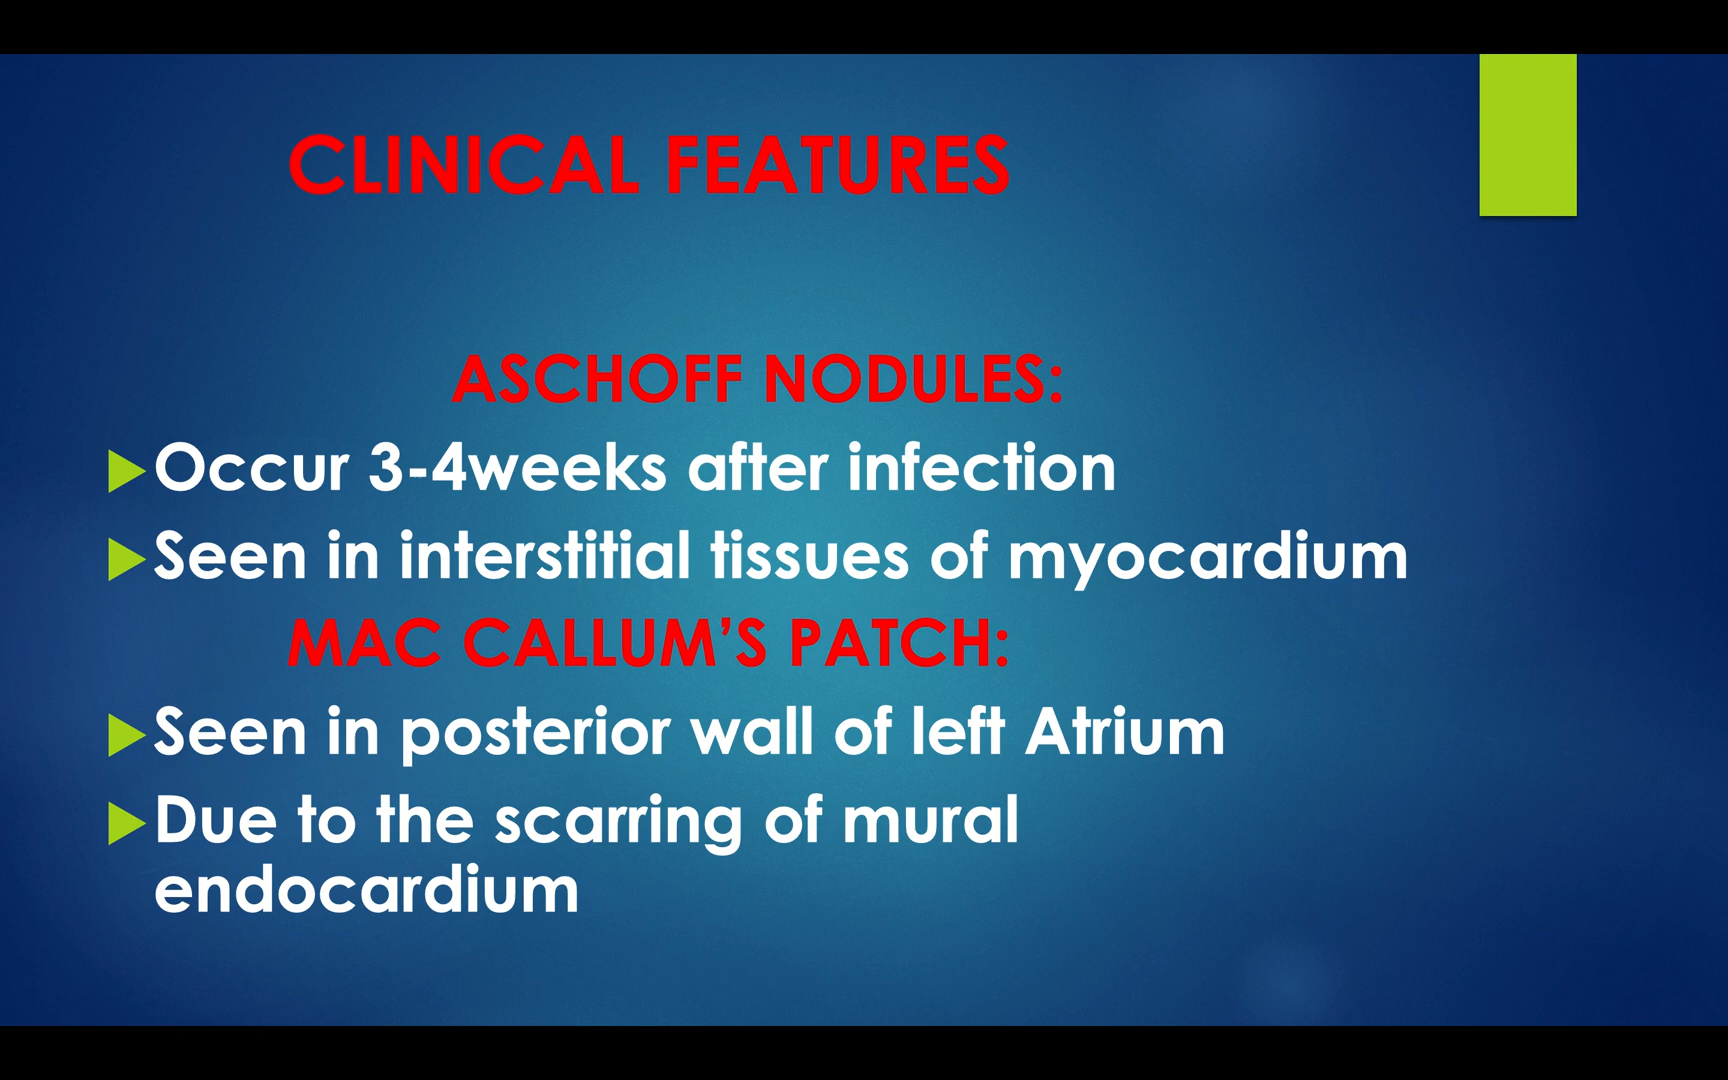 CLINICAL FEATURES
ASCHOFF NODULES:
Occur 3-4weeks after infection
Seen in interstitial tissues of myocardium
MAC CALLUM’S PATCH:
Seen in posterior wall of left Atrium
Due to the scarring of mural
endocardium